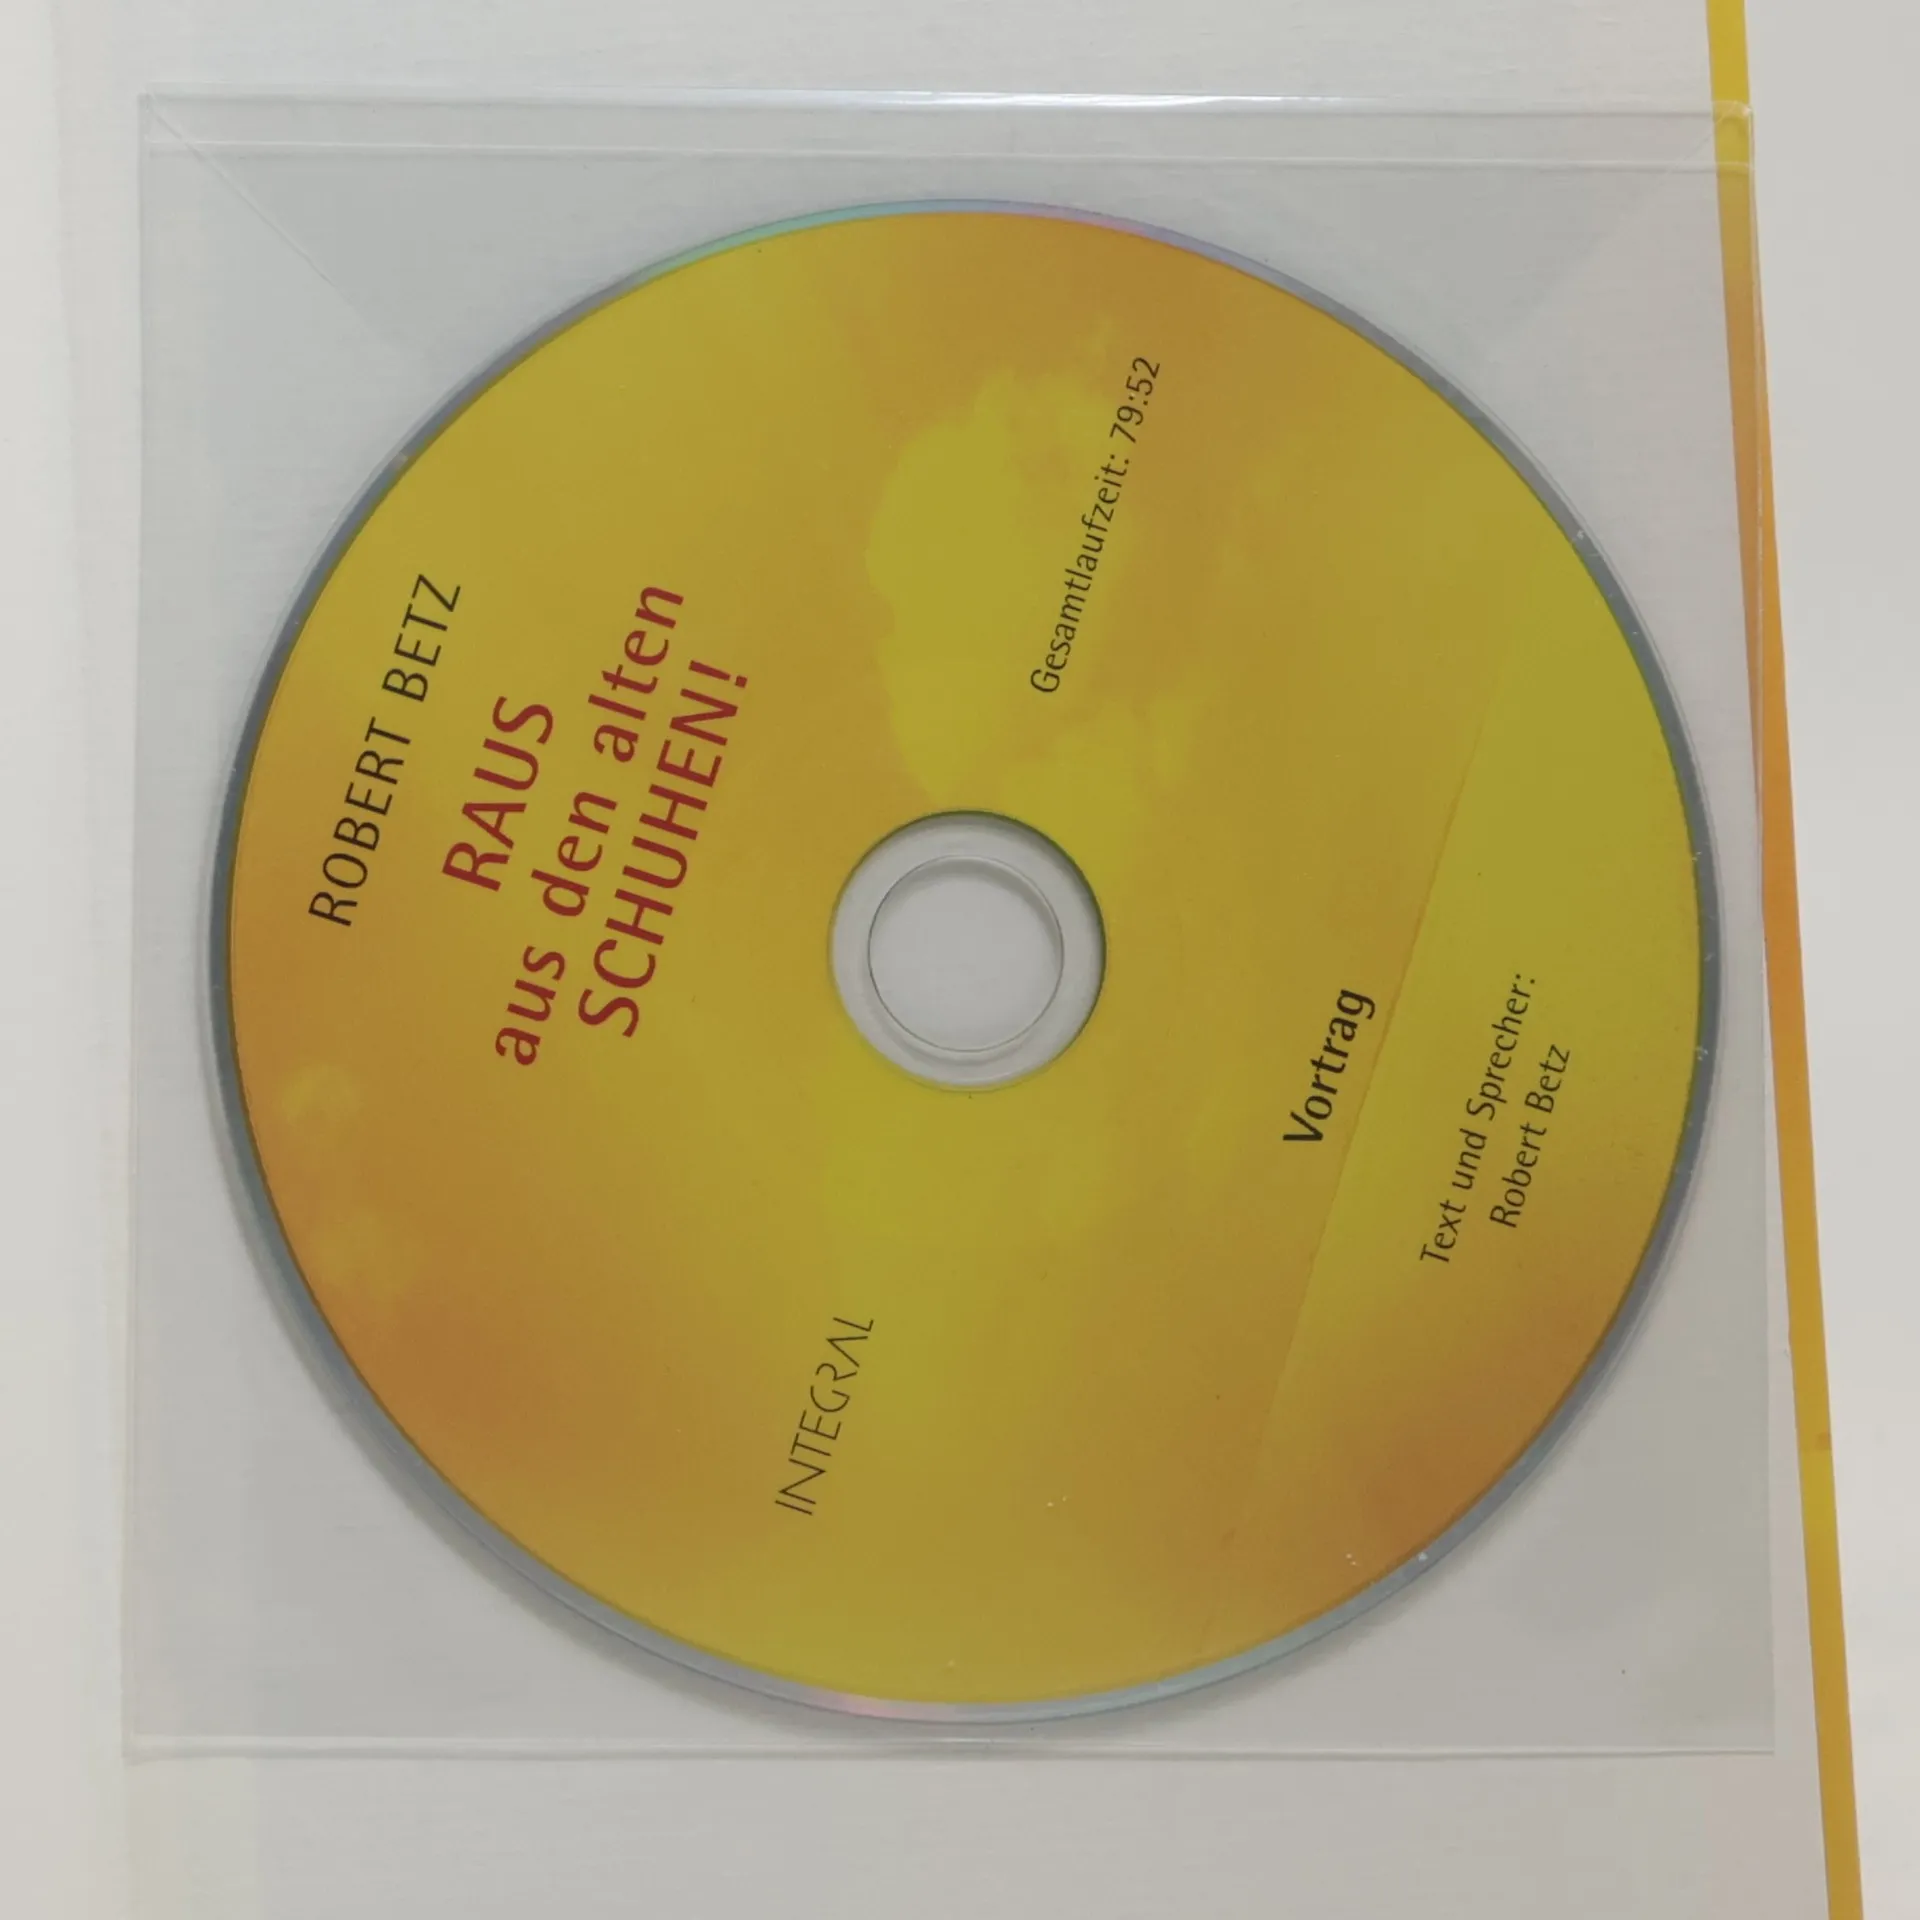 ROBERT BETZ
RAUS
aus den alten
SCHUHEN!
Gesamtlaufzeit: 79:52
INTEGRAL
Vortrag
Text und Sprecher:
Robert Betz